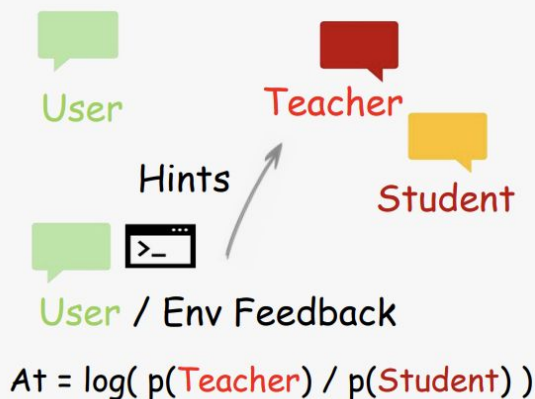 User
Teacher
Student
Hints
>_
User / Env Feedback
At = log( p(Teacher) / p(Student) )